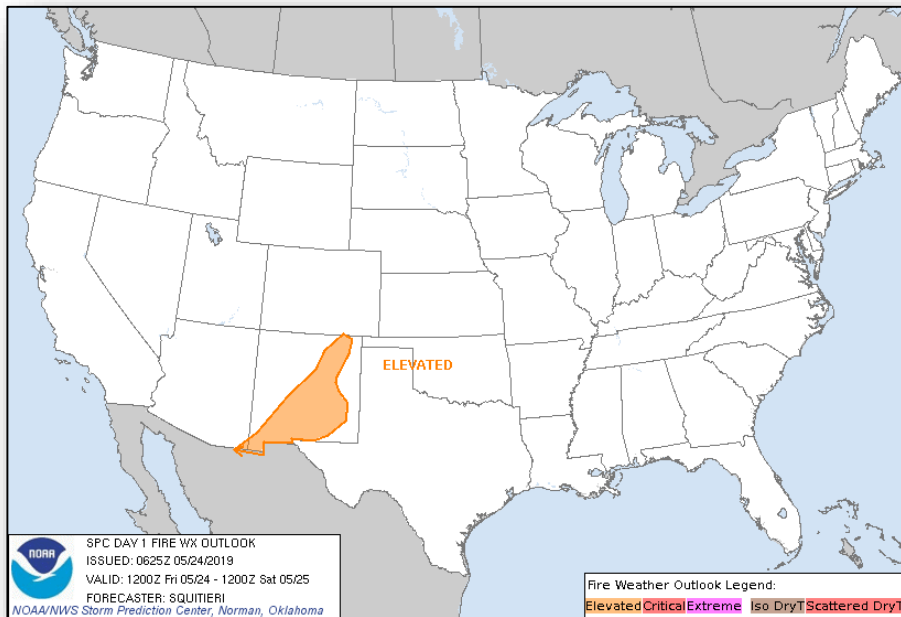 ELEVATED
NOAA
SPC DAY 1 FIRE WX OUTLOOK
ISSUED: 0625Z 05/24/2019
VALID: 1200Z Fri 05/24 - 1200Z Sat 05/25
FORECASTER: SQUITIERI
NOAA/NWS Storm Prediction Center, Norman, Oklahoma
Fire Weather Outlook Legend:
Elevated Critical Extreme Iso DryT Scattered DryT